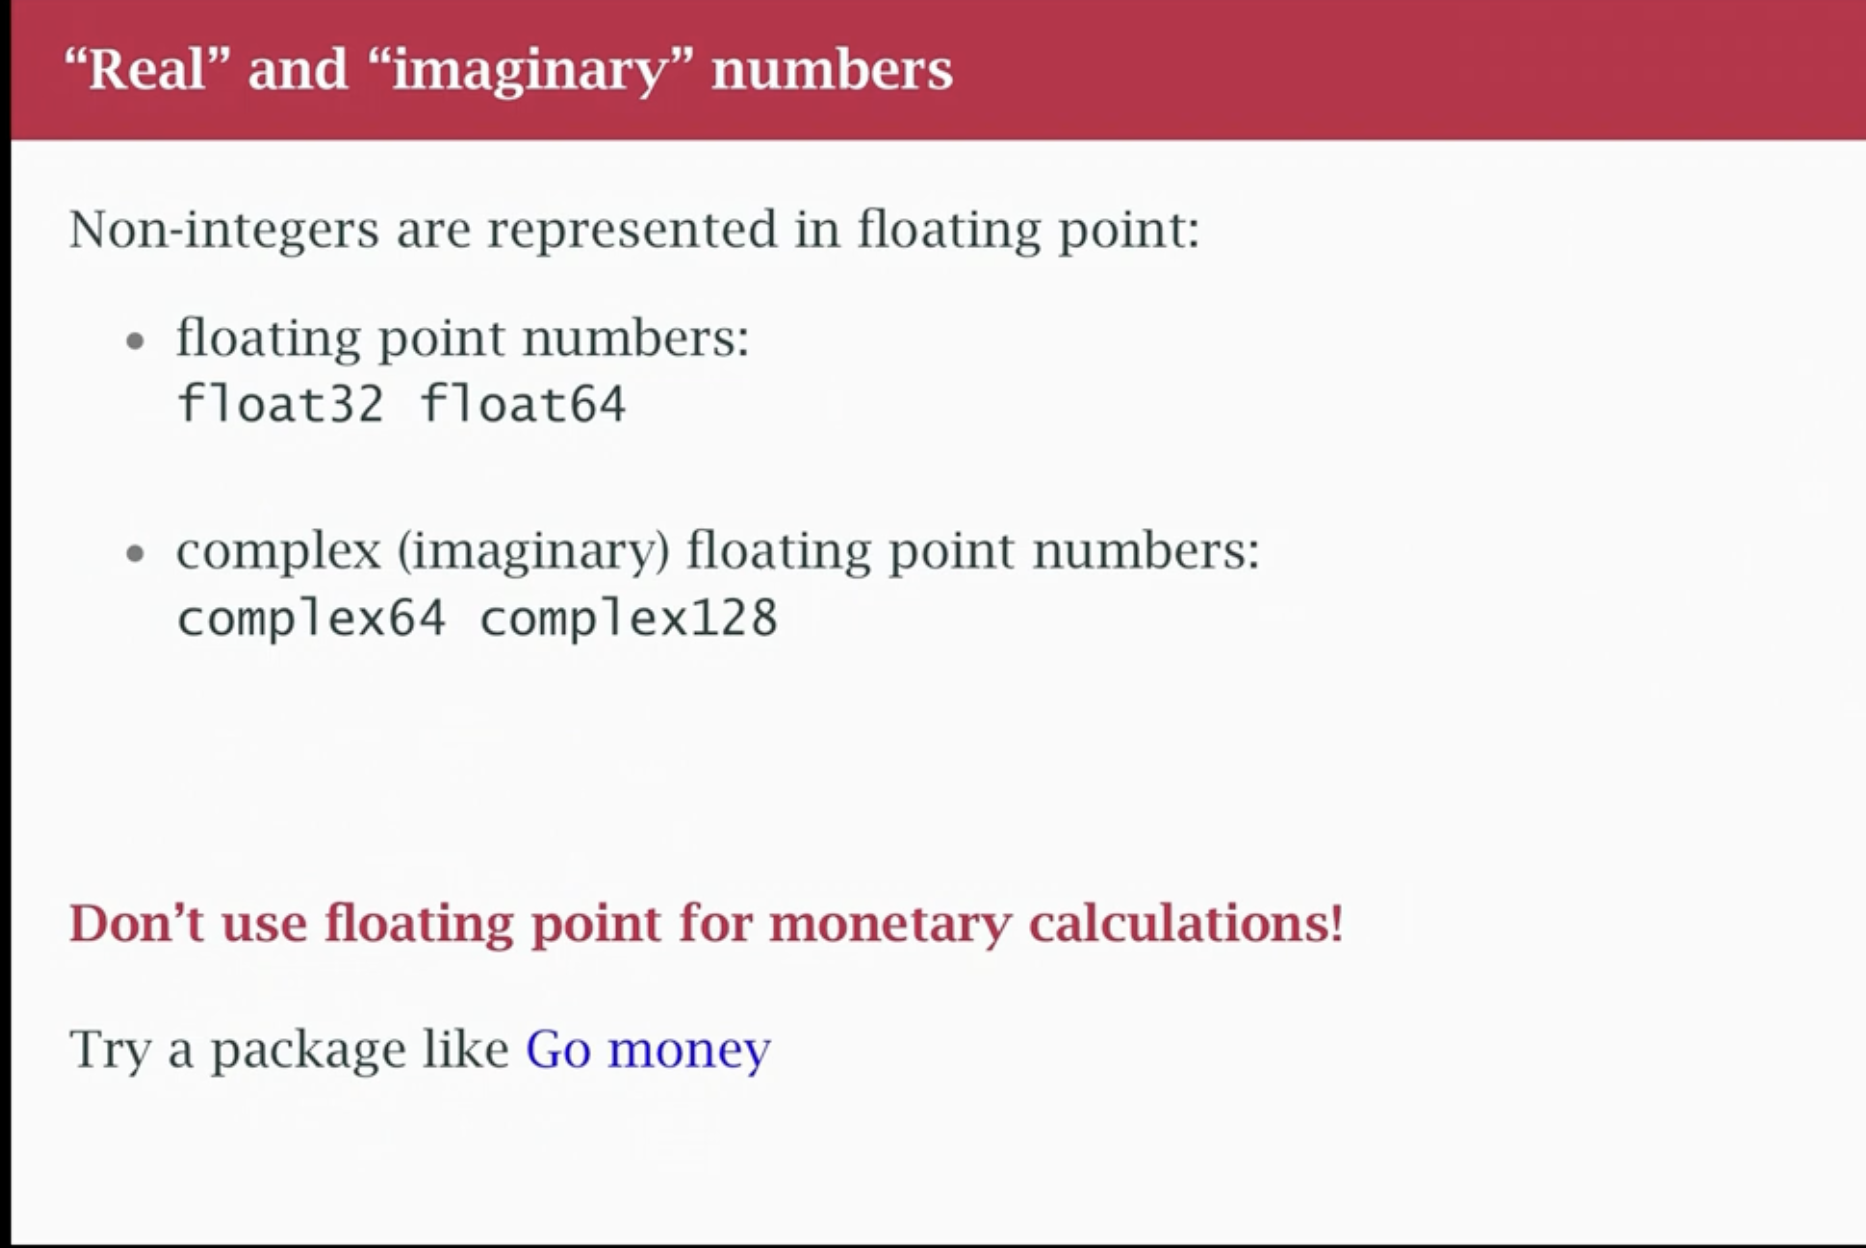 “Real” and “imaginary” numbers
Non-integers are represented in floating point:
• floating point numbers:
float32 float64
• complex (imaginary) floating point numbers:
complex64 complex128
Don’t use floating point for monetary calculations!
Try a package like Go money